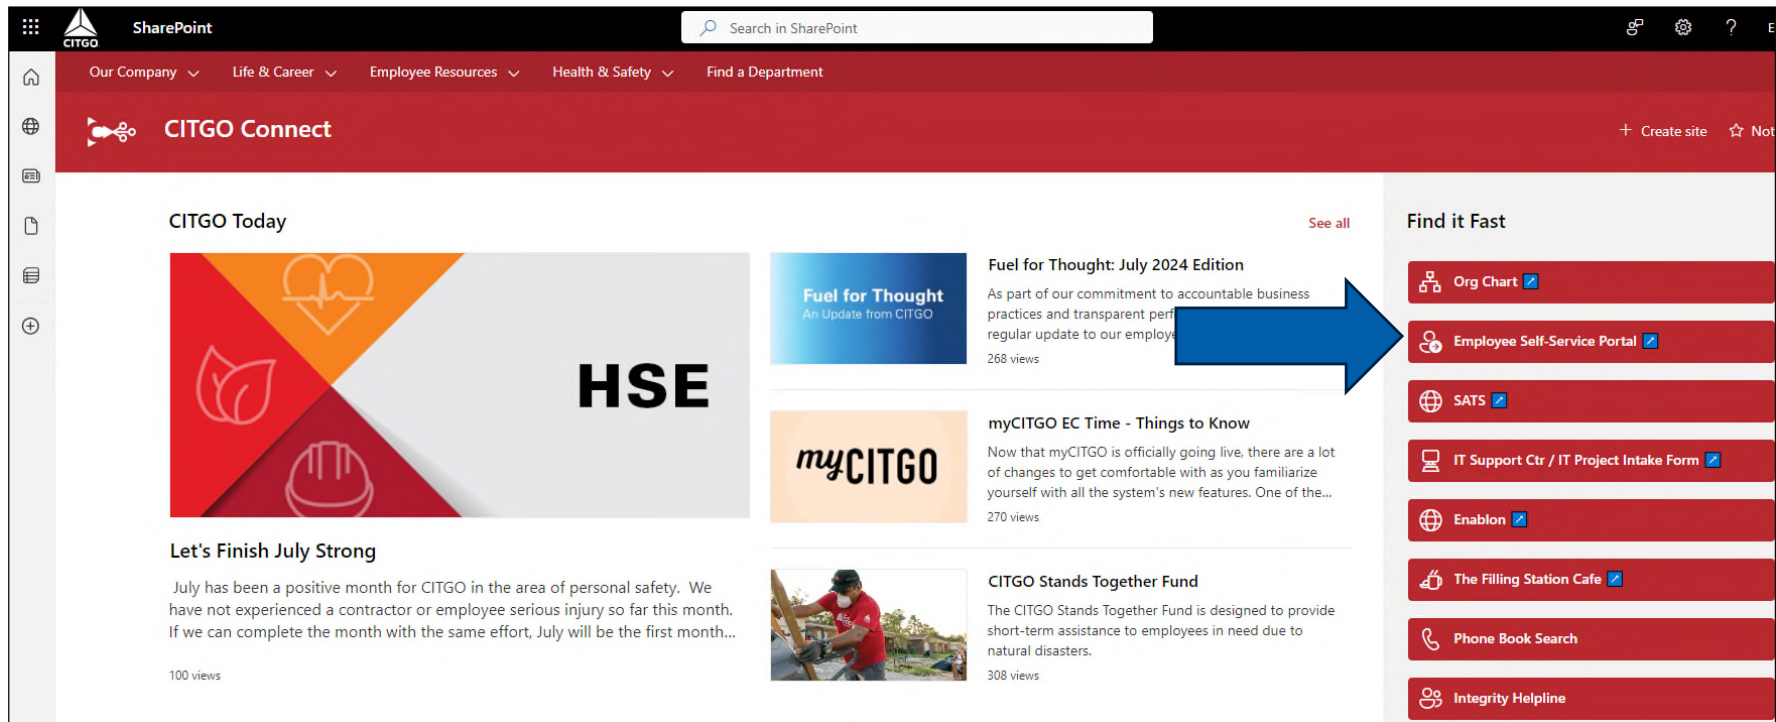 CITGO
SharePoint
Search in SharePoint
?
Our Company
Life & Career
Employee Resources
Health & Safety
Find a Department
CITGO Connect
+ Create site
Not
CITGO Today
See all
HSE
Let's Finish July Strong
July has been a positive month for CITGO in the area of personal safety. We
have not experienced a contractor or employee serious injury so far this month.
If we can complete the month with the same effort, July will be the first month...
100 views
Fuel for Thought
An Update from CITGO
Fuel for Thought: July 2024 Edition
As part of our commitment to accountable business
practices and transparent
regular update to our
268 views
myCITGO
myCITGO EC Time - Things to Know
Now that myCITGO is officially going live, there are a lot
of changes to get comfortable with as you familiarize
yourself with all the system's new features. One of the...
270 views
CITGO Stands Together Fund
The CITGO Stands Together Fund is designed to provide
short-term assistance to employees in need due to
natural disasters.
308 views
Find it Fast
Org Chart
Employee Self-Service Portal
SATS
IT Support Ctr / IT Project Intake Form
Enablon
The Filling Station Cafe
Phone Book Search
Integrity Helpline